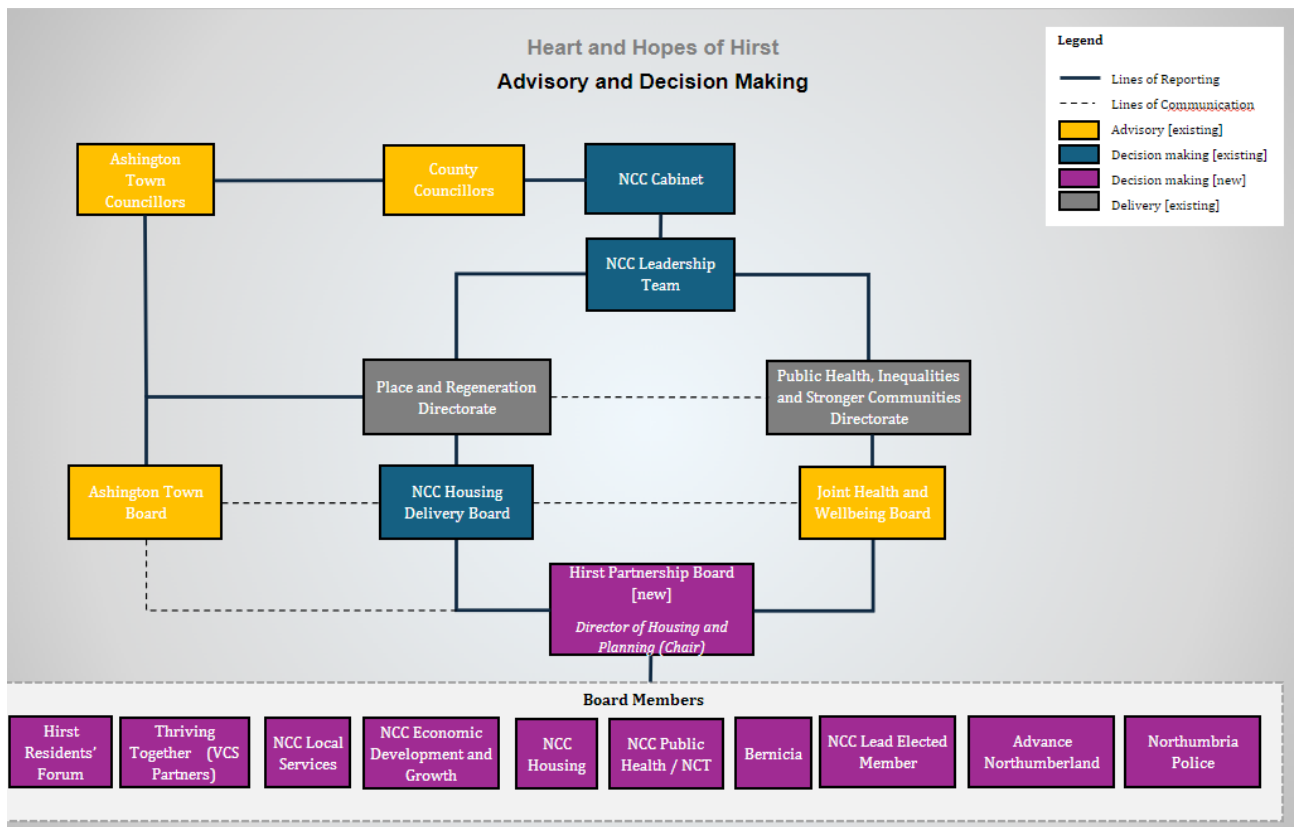 Heart and Hopes of Hirst
Advisory and Decision Making
Legend
Lines of Reporting
Lines of Communication
Advisory [existing]
Decision making [existing]
Decision making [new]
Delivery [existing]
Ashington
Town
Councillors
County
Councillors
NCC Cabinet
NCC Leadership
Team
Place and Regeneration
Directorate
Public Health, Inequalities
and Stronger Communities
Directorate
Ashington Town
Board
NCC Housing
Delivery Board
Joint Health and
Wellbeing Board
Hirst Partnership Board
[new]
Director of Housing and
Planning (Chair)
Board Members
Hirst
Residents’
Forum
Thriving
Together (VCS
Partners)
NCC Local
Services
NCC Economic
Development and
Growth
NCC
Housing
NCC Public
Health / NCT
Bernicia
NCC Lead Elected
Member
Advance
Northumberland
Northumbria
Police